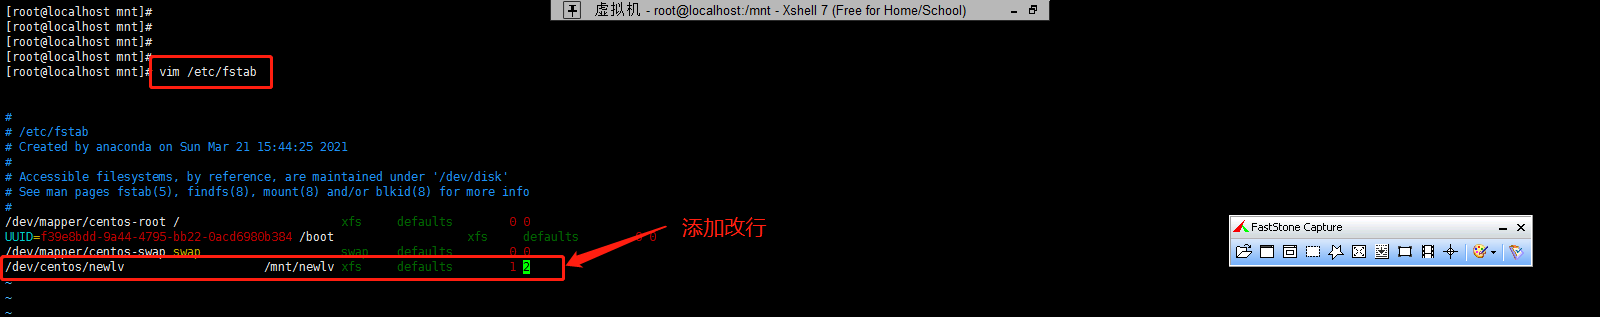 虚拟机 - root@localhost:/mnt - Xshell 7 (Free for Home/School)
[root@localhost mnt]#
[root@localhost mnt]#
[root@localhost mnt]#
[root@localhost mnt]#
[root@localhost mnt]# vim /etc/fstab
#
# /etc/fstab
# Created by anaconda on Sun Mar 21 15:44:25 2021
#
# Accessible filesystems, by reference, are maintained under '/dev/disk'
# See man pages fstab(5), findfs(8), mount(8) and/or blkid(8) for more info
#
/dev/mapper/centos-root / xfs defaults 0 0
UUID=f39e8bdd-9a44-4795-bb22-0acd6980b384 /boot xfs defaults 0 0
/dev/mapper/centos-swap swap swap defaults 0 0
/dev/centos/newlv /mnt/newlv xfs defaults 1 2
~
~
~
添加改行
FastStone Capture